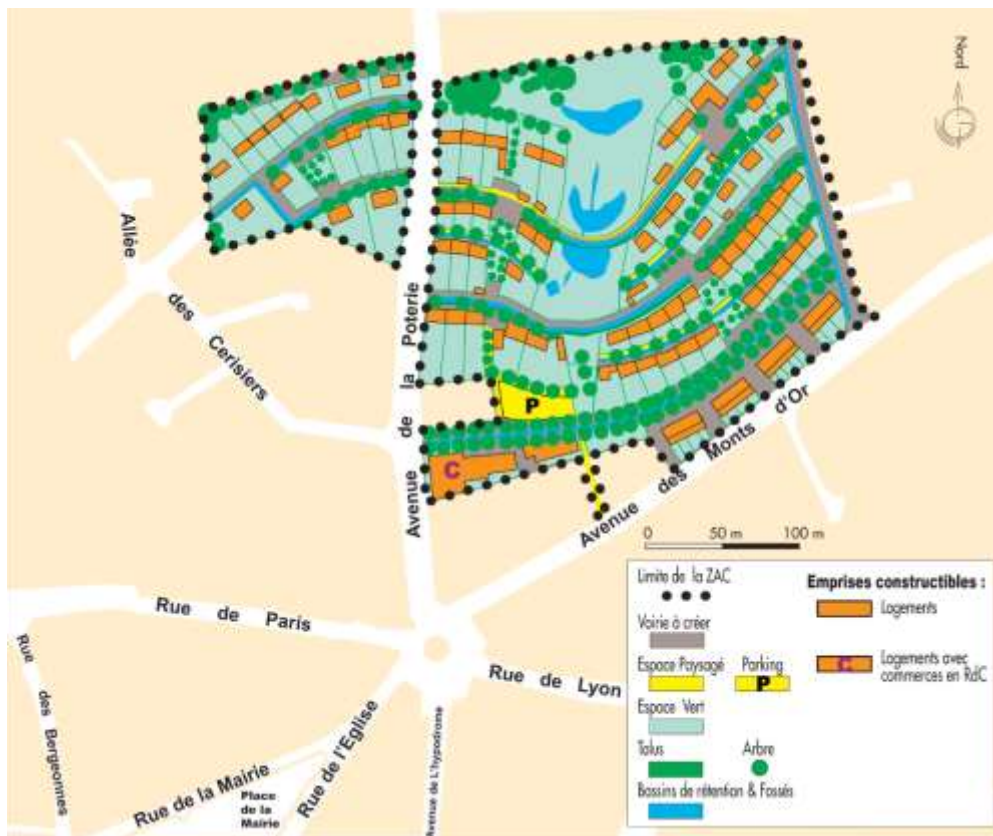 Nord
Allée
des Cerisiers
Avenue de la Poterie
P
C
Avenue des Monts d'Or
0 50 m 100 m
Rue de Paris
Rue de Lyon
Rue des Bergeonnes
Rue de l'Eglise
Rue de la Mairie
Place
de la
Mairie
Avenue de L'hypodrome
Limite de la ZAC
Voirie à créer
Espace Paysagé Parking
P
Espace Vert
Talus Arbre
Bassins de rétention & Fossés
Emprises constructibles :
Logements
C
Logements avec
commerces en RdC